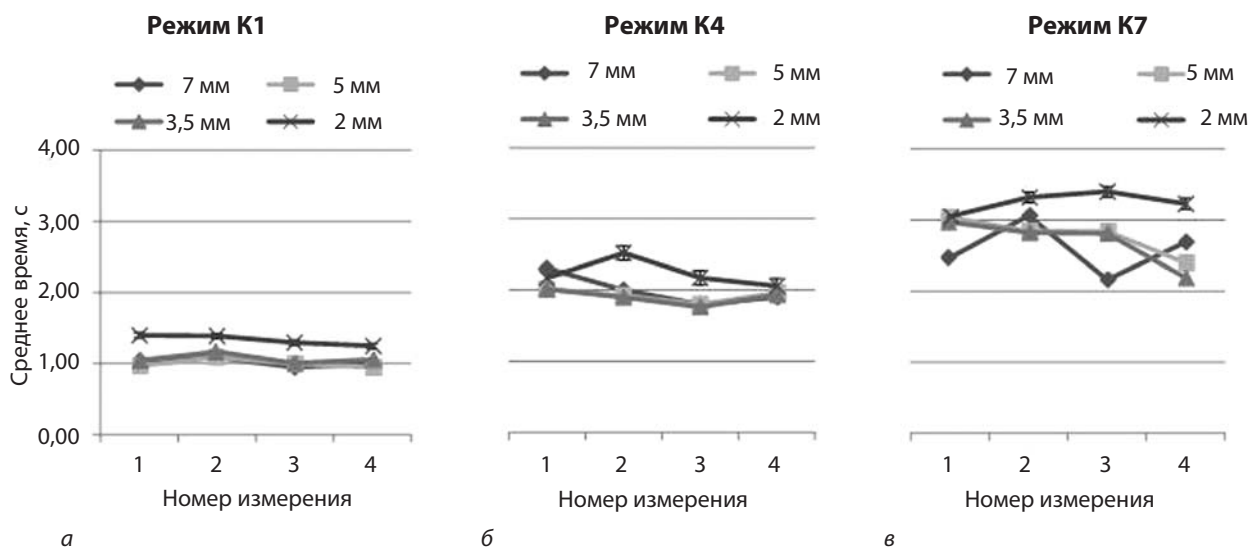 Режим К1
7 мм
5 мм
3,5 мм
2 мм
Среднее время, с
4,00
3,00
2,00
1,00
0,00
1 2 3 4
Номер измерения
а
Режим К4
7 мм
5 мм
3,5 мм
2 мм
1 2 3 4
Номер измерения
б
Режим К7
7 мм
5 мм
3,5 мм
2 мм
1 2 3 4
Номер измерения
в